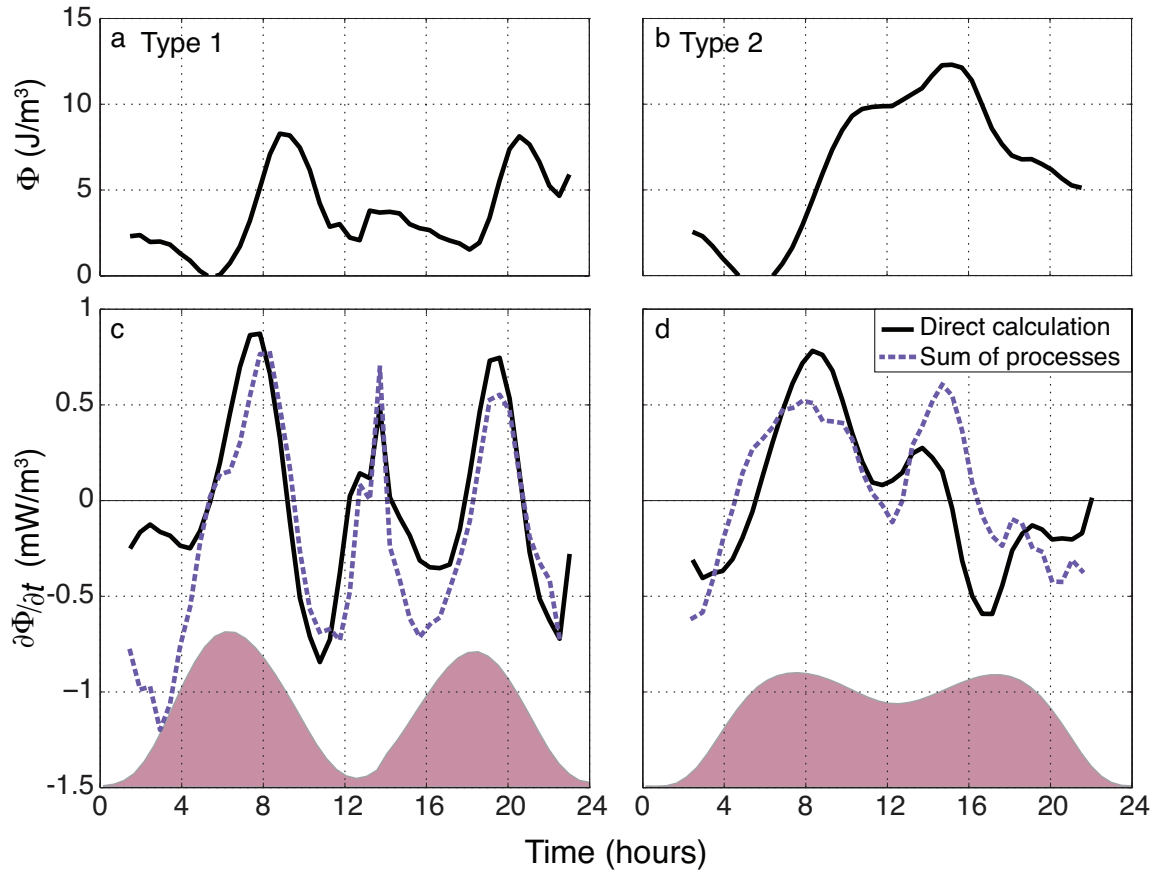 a Type 1
b Type 2
15
10
5
0
Φ (J/m³)
c
d
Direct calculation
Sum of processes
1
0.5
0
-0.5
−1
-1.5
∂Φ/∂t (mW/m³)
0 4 8 12 16 20 24
0 4 8 12 16 20 24
Time (hours)